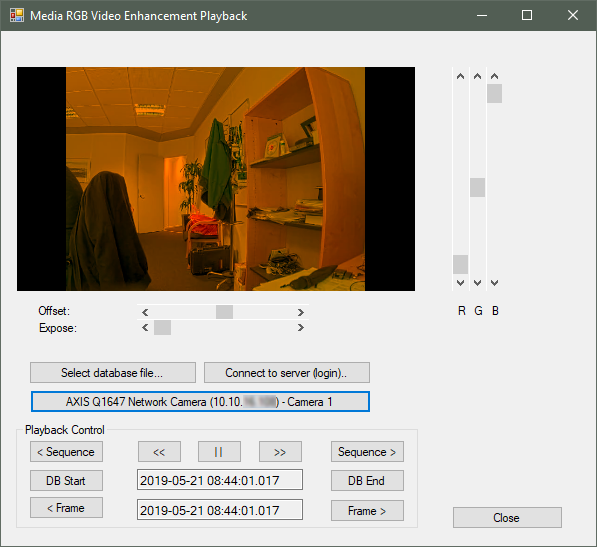 Media RGB Video Enhancement Playback
R G B
Offset:
Expose:
Select database file... Connect to server (login)..
AXIS Q1647 Network Camera (10.10. ) - Camera 1
Playback Control
< Sequence << >> Sequence >
DB Start 2019-05-21 08:44:01.017 DB End
< Frame 2019-05-21 08:44:01.017 Frame >
Close